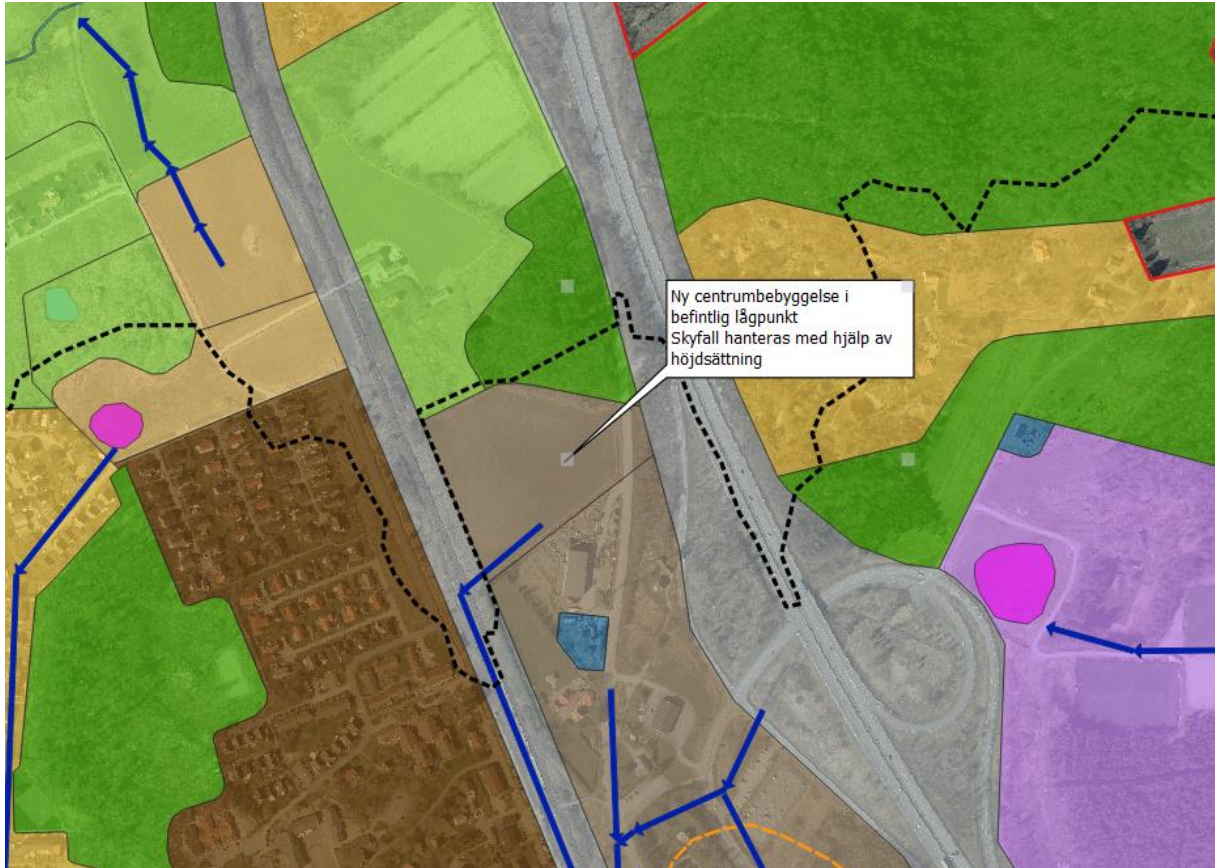 Ny centrumbebyggelse i
befintlig lågpunkt
Skyfall hanteras med hjälp av
höjdsättning